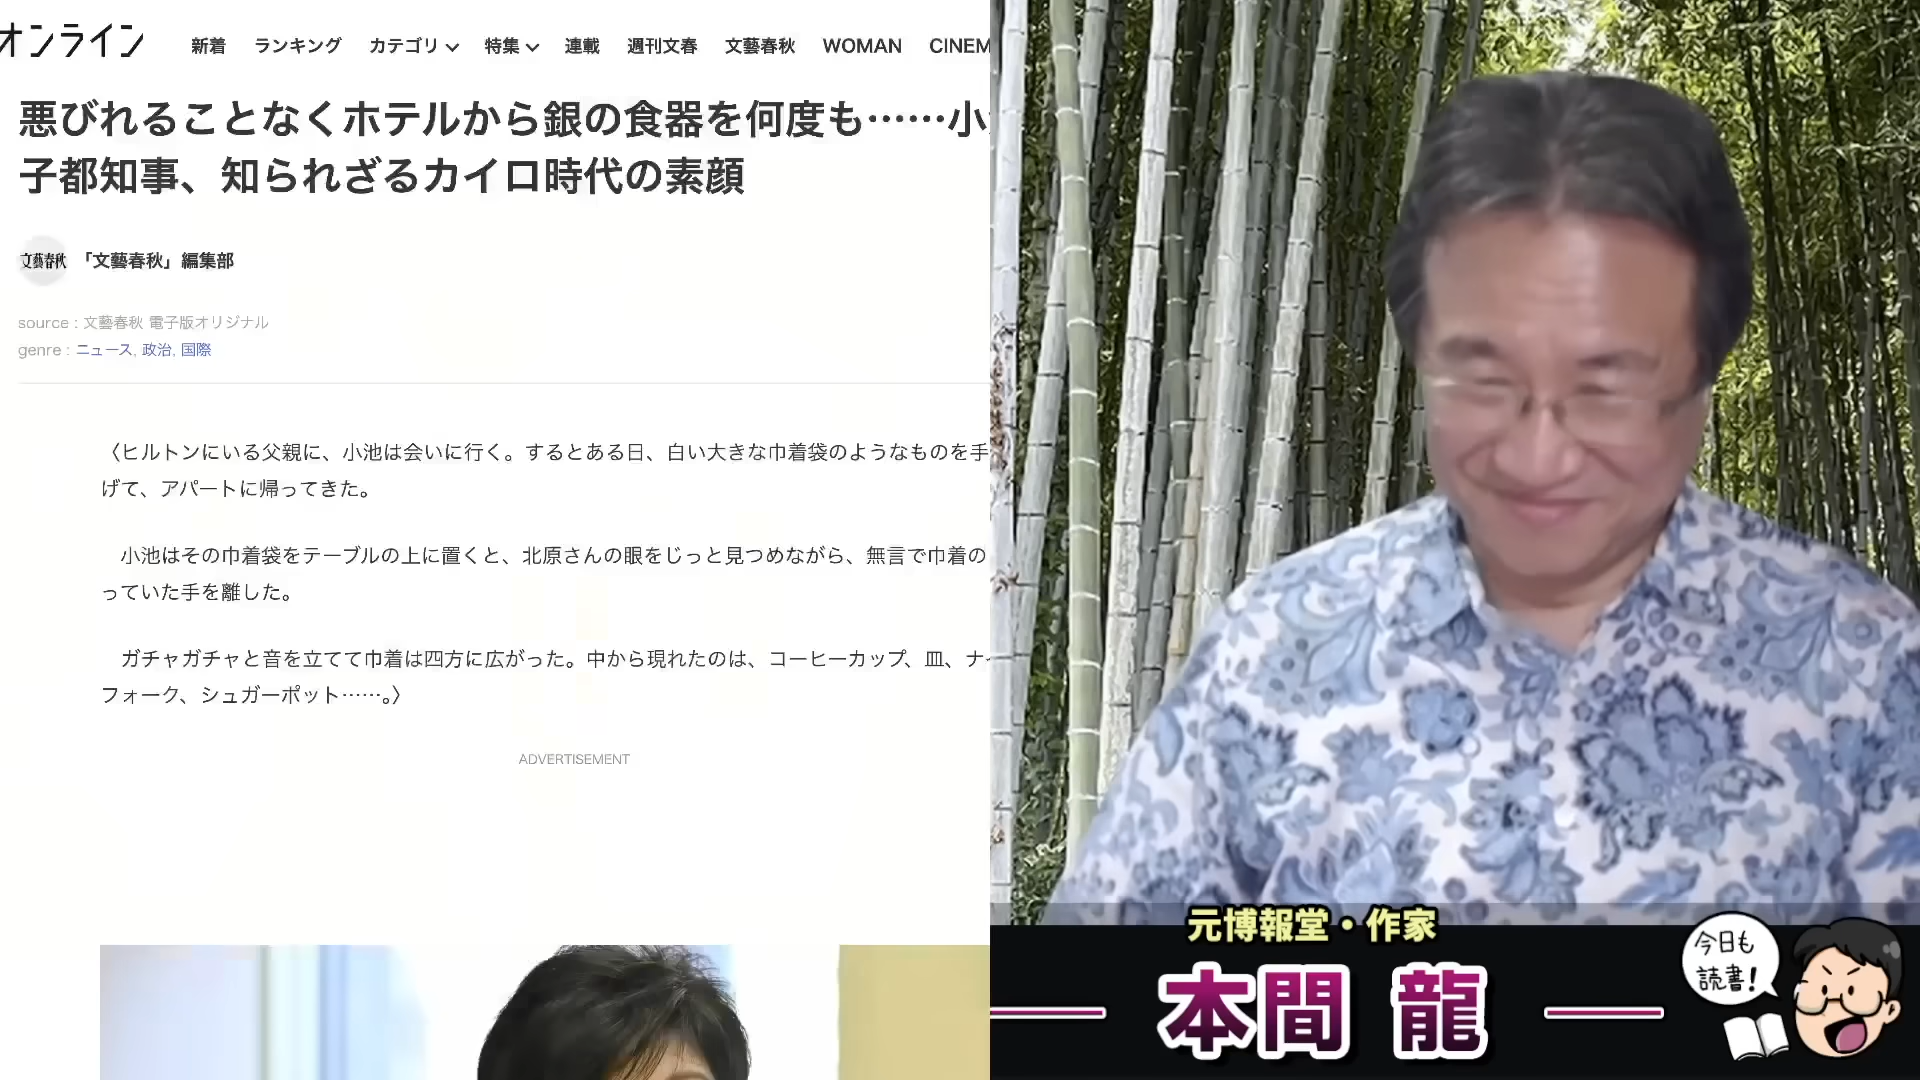 オンライン
新着 ランキング カテゴリ 特集 連載 週刊文春 文藝春秋 WOMAN CINEM
悪びれることなくホテルから銀の食器を何度も……小
子都知事、知られざるカイロ時代の素顔
文藝春秋 「文藝春秋」編集部
source : 文藝春秋 電子版オリジナル
genre : ニュース, 政治, 国際
〈ヒルトンにいる父親に、小池は会いに行く。するとある日、白い大きな巾着袋のようなものを手
げて、アパートに帰ってきた。
小池はその巾着袋をテーブルの上に置くと、北原さんの眼をじっと見つめながら、無言で巾着の
っていた手を離した。
ガチャガチャと音を立てて巾着は四方に広がった。中から現れたのは、コーヒーカップ、皿、ナイ
フォーク、シュガーポット……。〉
ADVERTISEMENT
元博報堂・作家
本間 龍
今日も
読書!